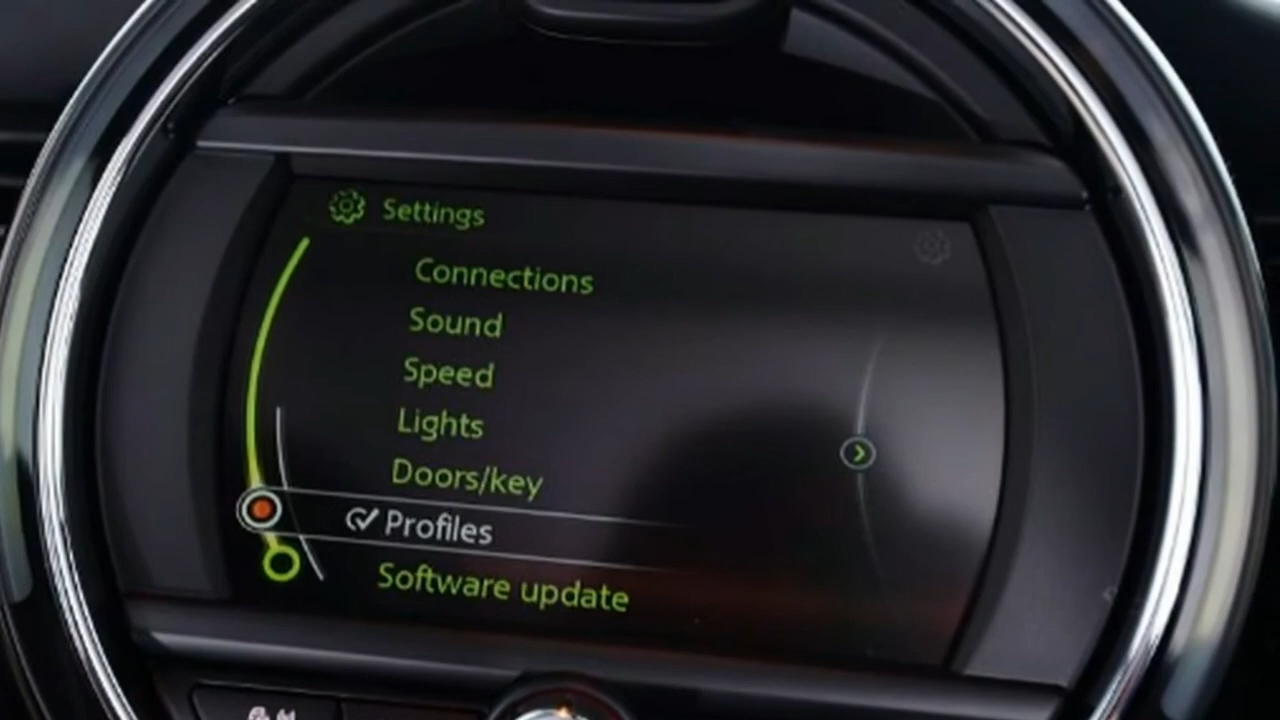 Settings
Connections
Sound
Speed
Lights
Doors/key
Profiles
Software update